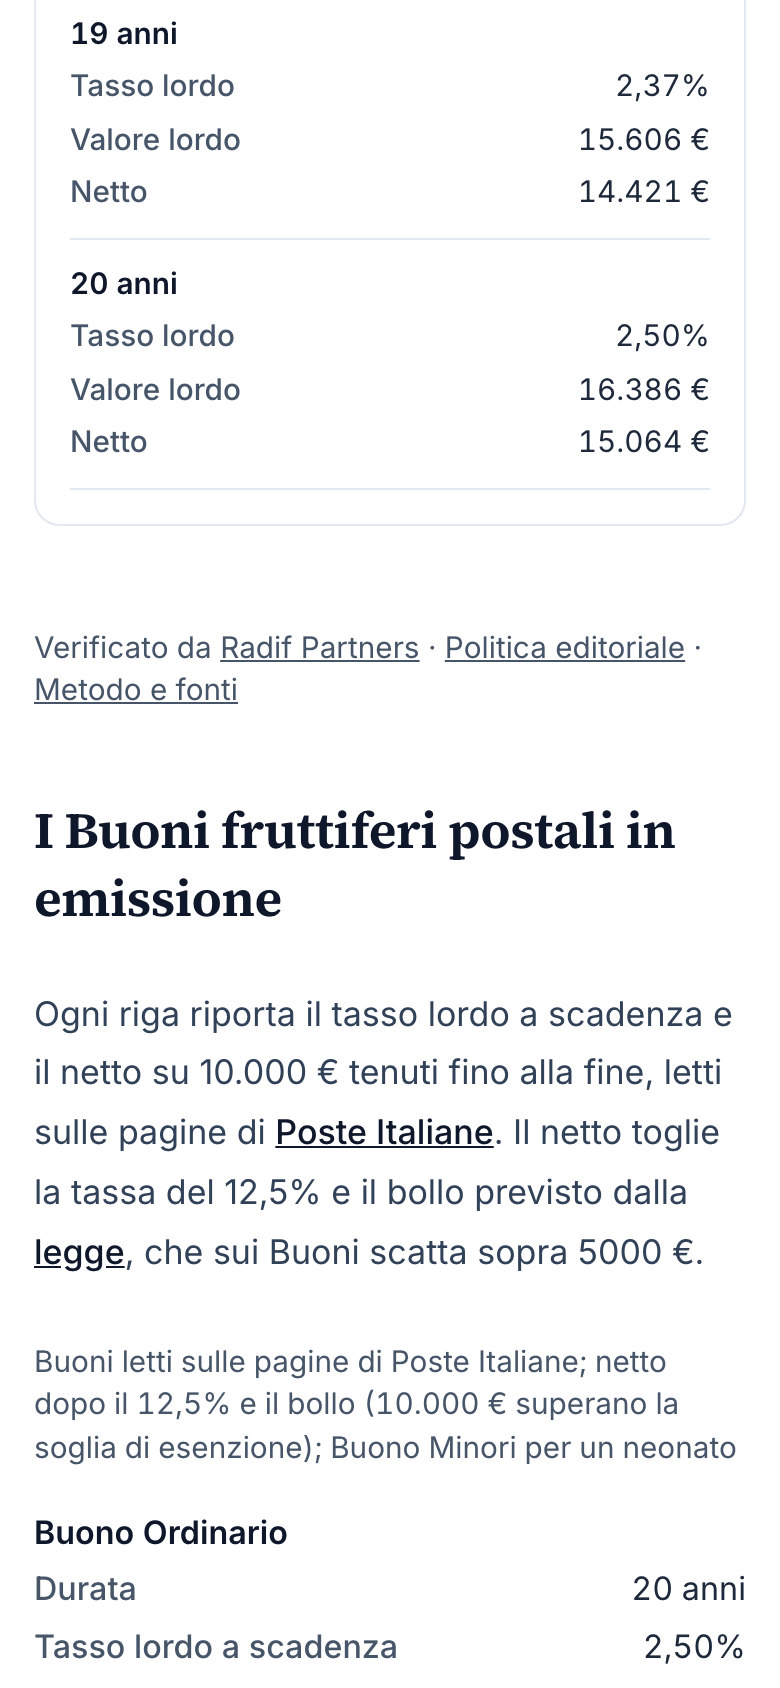 19 anni
Tasso lordo 2,37%
Valore lordo 15.606 €
Netto 14.421 €
20 anni
Tasso lordo 2,50%
Valore lordo 16.386 €
Netto 15.064 €
Verificato da Radif Partners · Politica editoriale ·
Metodo e fonti
I Buoni fruttiferi postali in
emissione
Ogni riga riporta il tasso lordo a scadenza e
il netto su 10.000 € tenuti fino alla fine, letti
sulle pagine di Poste Italiane. Il netto toglie
la tassa del 12,5% e il bollo previsto dalla
legge, che sui Buoni scatta sopra 5000 €.
Buoni letti sulle pagine di Poste Italiane; netto
dopo il 12,5% e il bollo (10.000 € superano la
soglia di esenzione); Buono Minori per un neonato
Buono Ordinario
Durata 20 anni
Tasso lordo a scadenza 2,50%